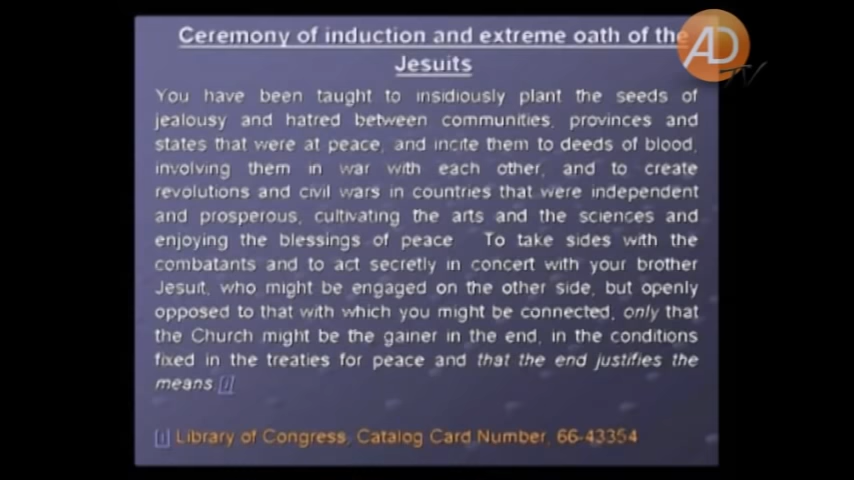 Ceremony of induction and extreme oath of the
Jesuits
AD
TV
You have been taught to insidiously plant the seeds of
jealousy and hatred between communities, provinces and
states that were at peace, and incite them to deeds of blood,
involving them in war with each other, and to create
revolutions and civil wars in countries that were independent
and prosperous, cultivating the arts and the sciences and
enjoying the blessings of peace To take sides with the
combatants and to act secretly in concert with your brother
Jesuit, who might be engaged on the other side, but openly
opposed to that with which you might be connected, only that
the Church might be the gainer in the end, in the conditions
fixed in the treaties for peace and that the end justifies the
means [i]
[i] Library of Congress, Catalog Card Number, 66-43354